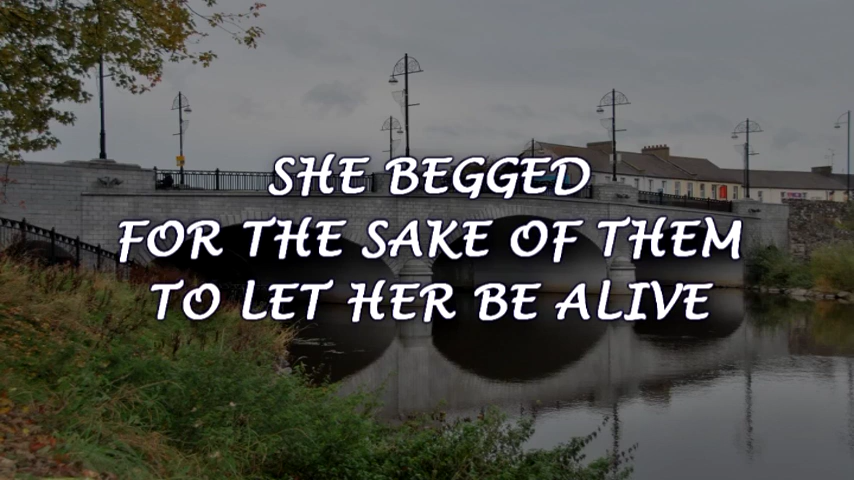 SHE BEGGED
FOR THE SAKE OF THEM
TO LET HER BE ALIVE